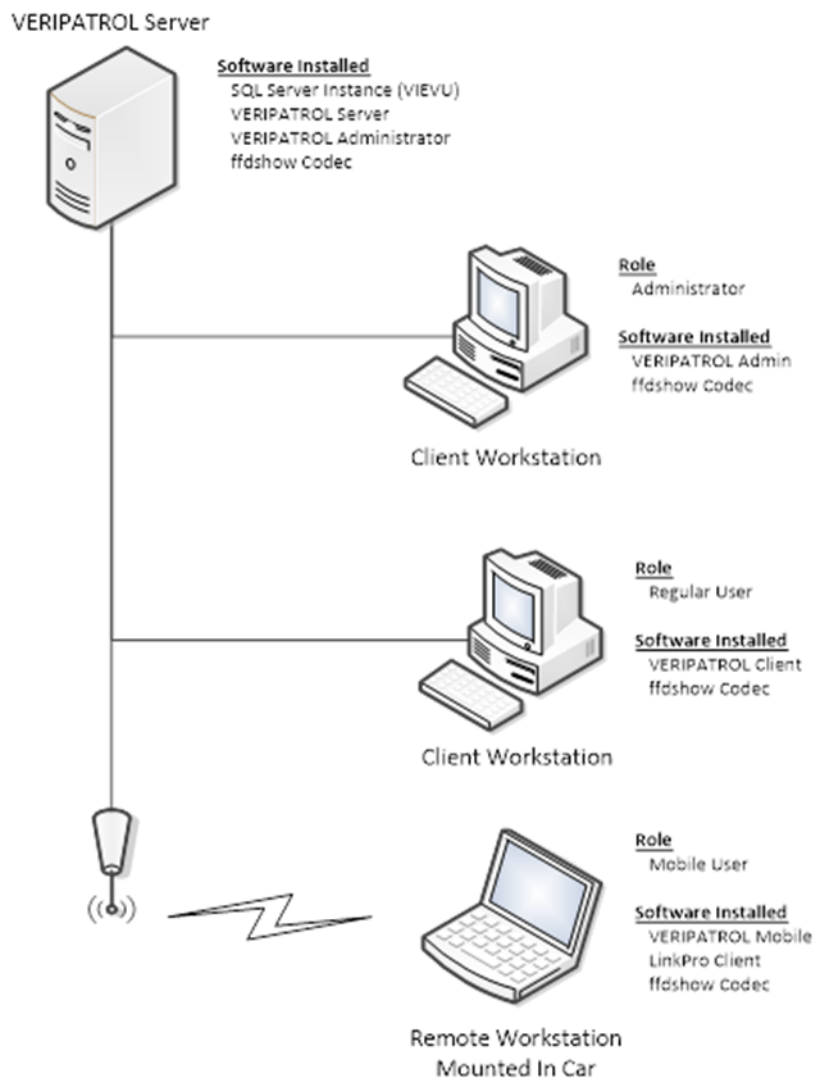 VERIPATROL Server
Software Installed
SQL Server Instance (VIEVU)
VERIPATROL Server
VERIPATROL Administrator
ffdshow Codec
Role
Administrator
Software Installed
VERIPATROL Admin
ffdshow Codec
Client Workstation
Role
Regular User
Software Installed
VERIPATROL Client
ffdshow Codec
Client Workstation
Role
Mobile User
Software Installed
VERIPATROL Mobile
LinkPro Client
ffdshow Codec
Remote Workstation
Mounted In Car